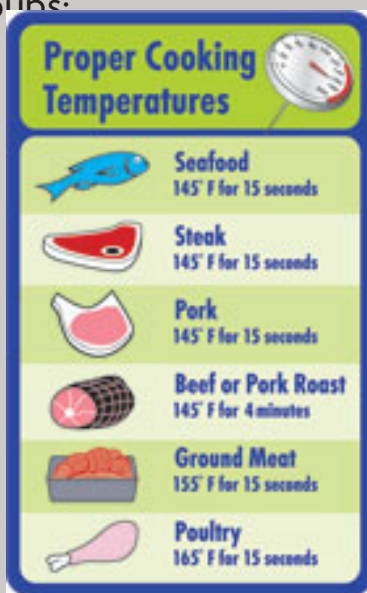 Proper Cooking
Temperatures
Seafood
145° F for 15 seconds
Steak
145° F for 15 seconds
Pork
145° F for 15 seconds
Beef or Pork Roast
145° F for 4 minutes
Ground Meat
155° F for 15 seconds
Poultry
165° F for 15 seconds